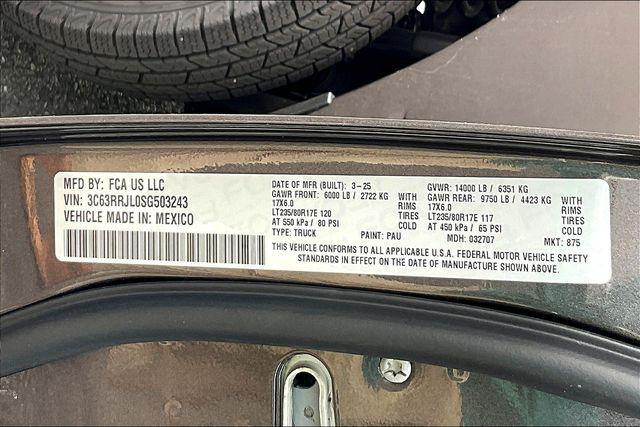 MFD BY: FCA US LLC
VIN: 3C63RRJL0SG503243
VEHICLE MADE IN: MEXICO
DATE OF MFR (BUILT): 3-25
GAWR FRONT: 6000 LB / 2722 KG WITH
17X6.0 RIMS
LT235/80R17E 120 TIRES
AT 550 kPa / 80 PSI COLD
TYPE: TRUCK PAINT: PAU
GVWR: 14000 LB / 6351 KG
GAWR REAR: 9750 LB / 4423 KG WITH
17X6.0 RIMS
LT235/80R17E 117 TIRES
AT 450 kPa / 65 PSI COLD
MDH: 032707 MKT: 875
THIS VEHICLE CONFORMS TO ALL APPLICABLE U.S.A. FEDERAL MOTOR VEHICLE SAFETY
STANDARDS IN EFFECT ON THE DATE OF MANUFACTURE SHOWN ABOVE.